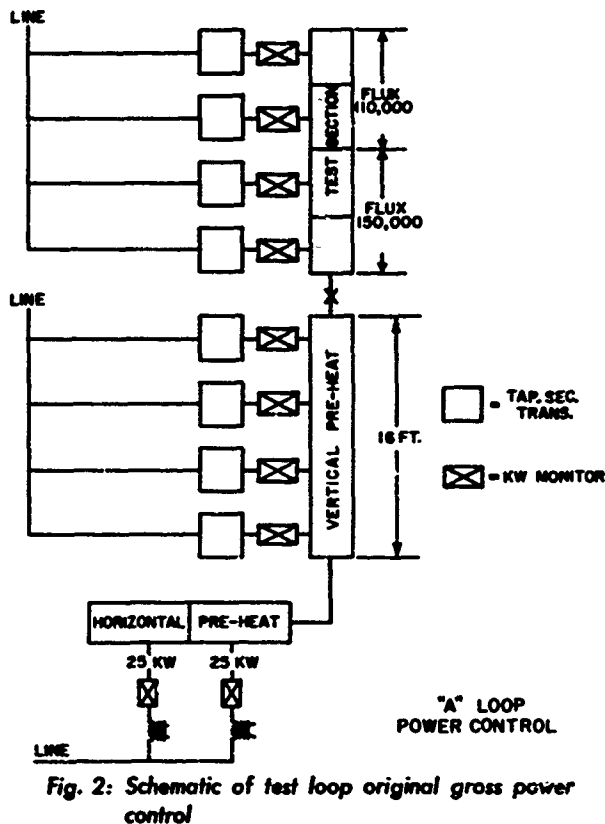 LINE
FLUX
110,000
TEST SECTION
FLUX
150,000
LINE
VERTICAL PRE-HEAT
16 FT.
= TAP. SEC.
TRANS.
= KW MONITOR
HORIZONTAL PRE-HEAT
25 KW 25 KW
LINE
"A" LOOP
POWER CONTROL
Fig. 2: Schematic of test loop original gross power
control